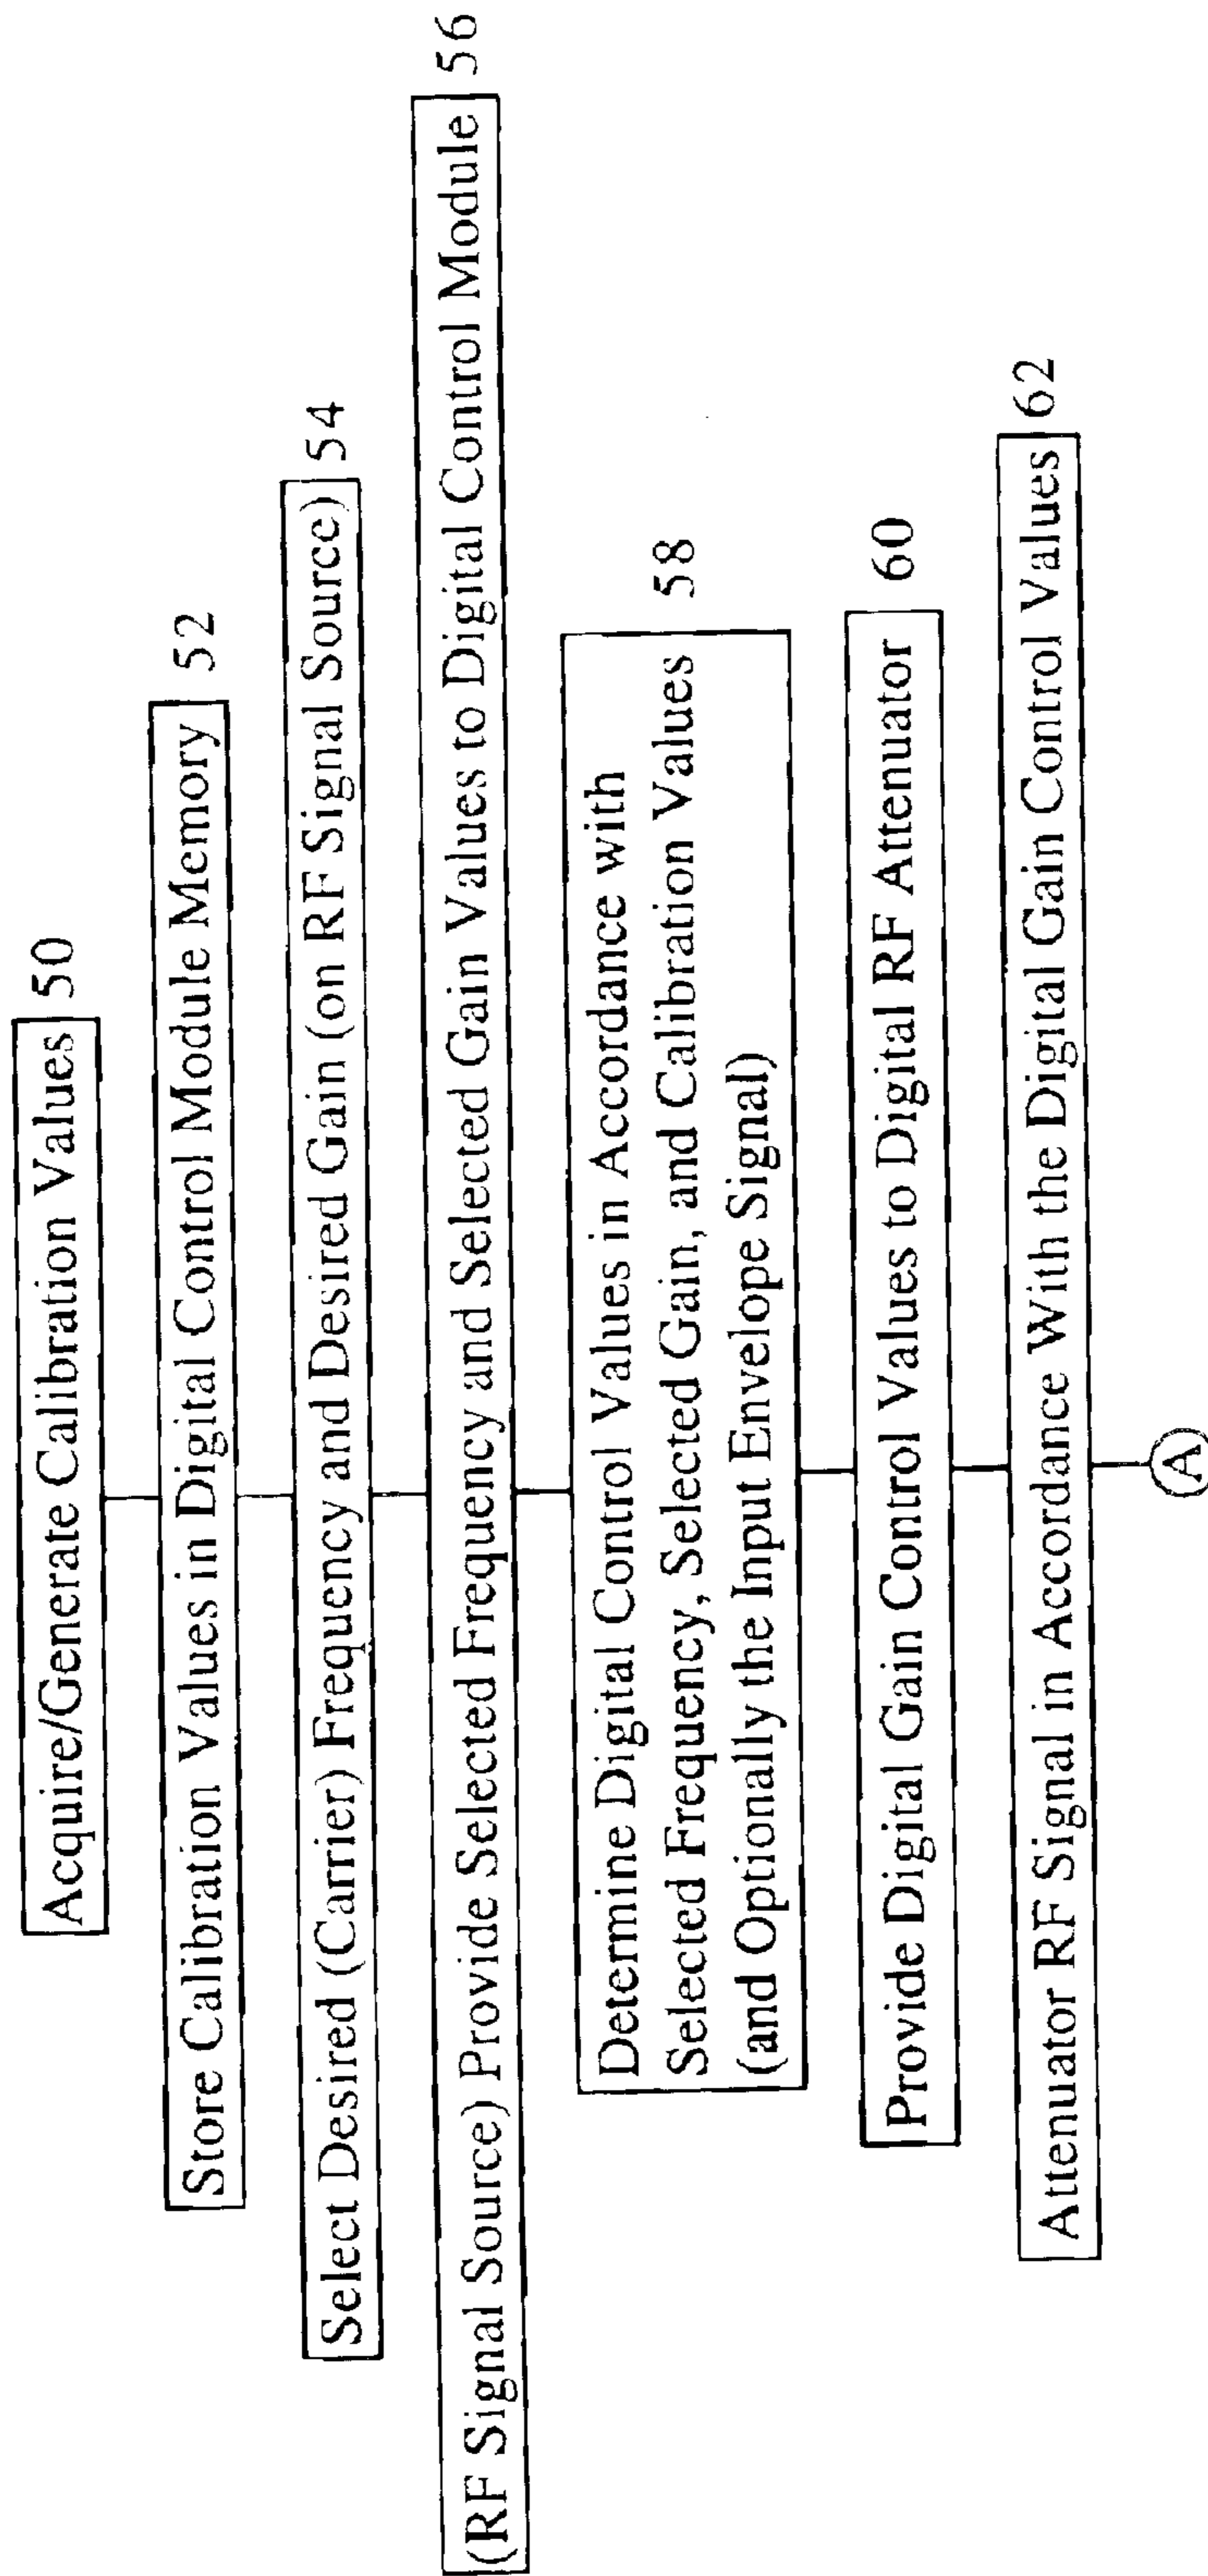 Acquire/Generate Calibration Values 50
Store Calibration Values in Digital Control Module Memory 52
Select Desired (Carrier) Frequency and Desired Gain (on RF Signal Source) 54
(RF Signal Source) Provide Selected Frequency and Selected Gain Values to Digital Control Module 56
Determine Digital Control Values in Accordance with
Selected Frequency, Selected Gain, and Calibration Values 58
(and Optionally the Input Envelope Signal)
Provide Digital Gain Control Values to Digital RF Attenuator 60
Attenuator RF Signal in Accordance With the Digital Gain Control Values 62
A